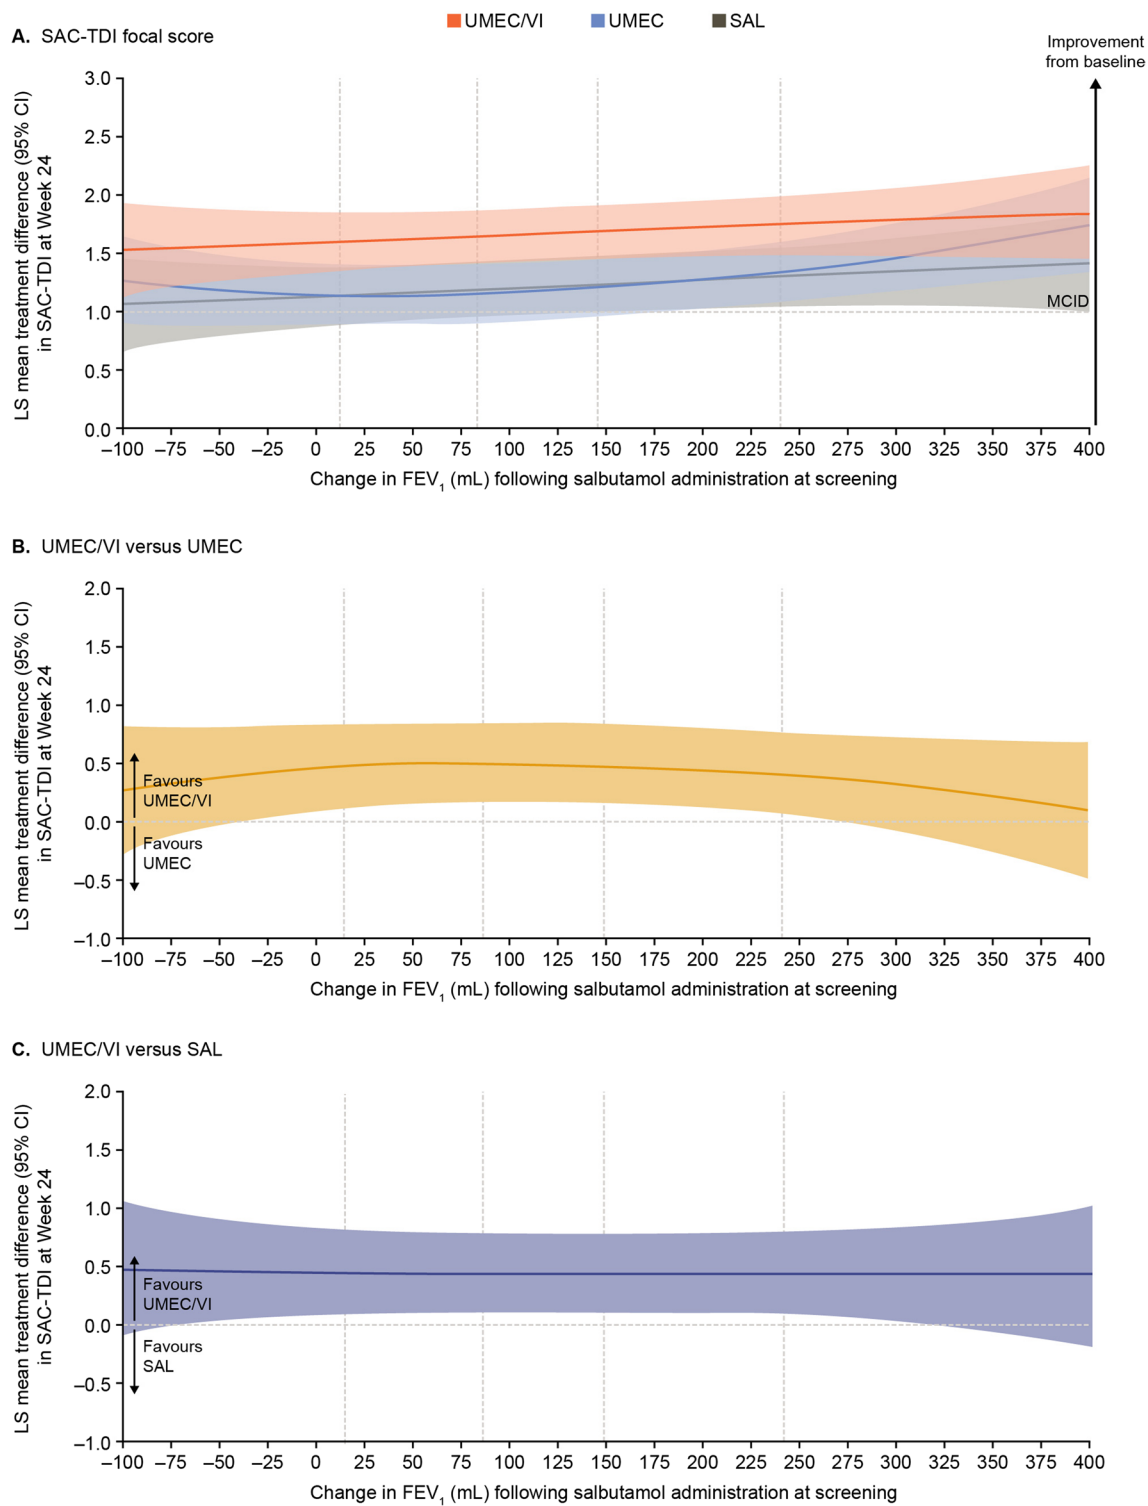 UMEC/VI UMEC SAL
A. SAC-TDI focal score
Improvement
from baseline
LS mean treatment difference (95% CI)
in SAC-TDI at Week 24
3.0
2.5
2.0
1.5
1.0
0.5
0.0
MCID
–100 –75 –50 –25 0 25 50 75 100 125 150 175 200 225 250 275 300 325 350 375 400
Change in FEV1 (mL) following salbutamol administration at screening
B. UMEC/VI versus UMEC
LS mean treatment difference (95% CI)
in SAC-TDI at Week 24
2.0
1.5
1.0
0.5
0.0
–0.5
–1.0
Favours
UMEC/VI
Favours
UMEC
–100 –75 –50 –25 0 25 50 75 100 125 150 175 200 225 250 275 300 325 350 375 400
Change in FEV1 (mL) following salbutamol administration at screening
C. UMEC/VI versus SAL
LS mean treatment difference (95% CI)
in SAC-TDI at Week 24
2.0
1.5
1.0
0.5
0.0
–0.5
–1.0
Favours
UMEC/VI
Favours
SAL
–100 –75 –50 –25 0 25 50 75 100 125 150 175 200 225 250 275 300 325 350 375 400
Change in FEV1 (mL) following salbutamol administration at screening